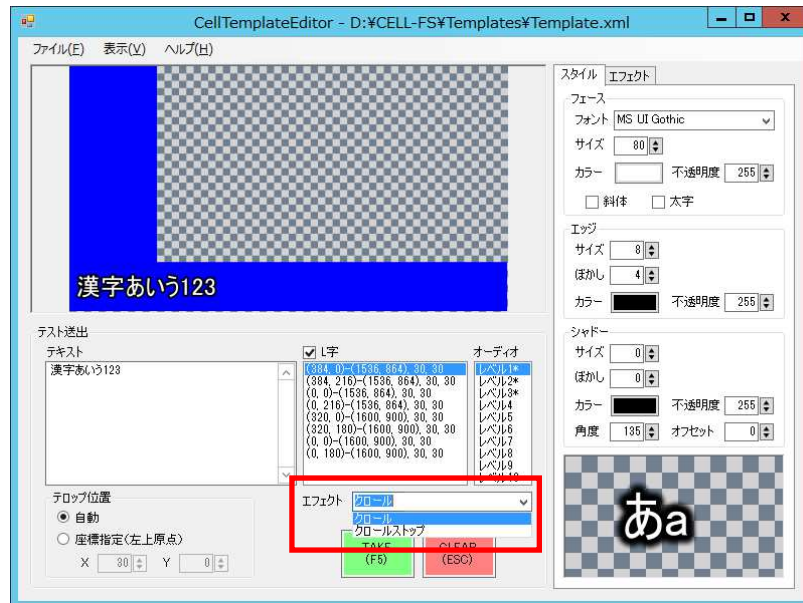 CellTemplateEditor - D:¥CELL-FS¥Templates¥Template.xml
ファイル(F) 表示(V) ヘルプ(H)
漢字あいう123
テスト送出
テキスト
漢字あいう123
L字
(384, 0)-(1536, 864), 30, 30
(384, 216)-(1536, 864), 30, 30
(0, 0)-(1536, 864), 30, 30
(0, 216)-(1536, 864), 30, 30
(320, 0)-(1600, 900), 30, 30
(320, 180)-(1600, 900), 30, 30
(0, 0)-(1600, 900), 30, 30
(0, 180)-(1600, 900), 30, 30
オーディオ
レベル1*
レベル2*
レベル3*
レベル4
レベル5
レベル6
レベル7
レベル8
レベル9
レベル10
テロップ位置
自動
座標指定(左上原点)
X 30 Y 0
エフェクト クロール
クロール
クロールストップ
TAKE
(F5)
CLEAR
(ESC)
スタイル エフェクト
フェース
フォント MS UI Gothic
サイズ 80
カラー 不透明度 255
斜体 太字
エッジ
サイズ 8
ぼかし 4
カラー 不透明度 255
シャドー
サイズ 0
ぼかし 0
カラー 不透明度 255
角度 135 オフセット 0
あa